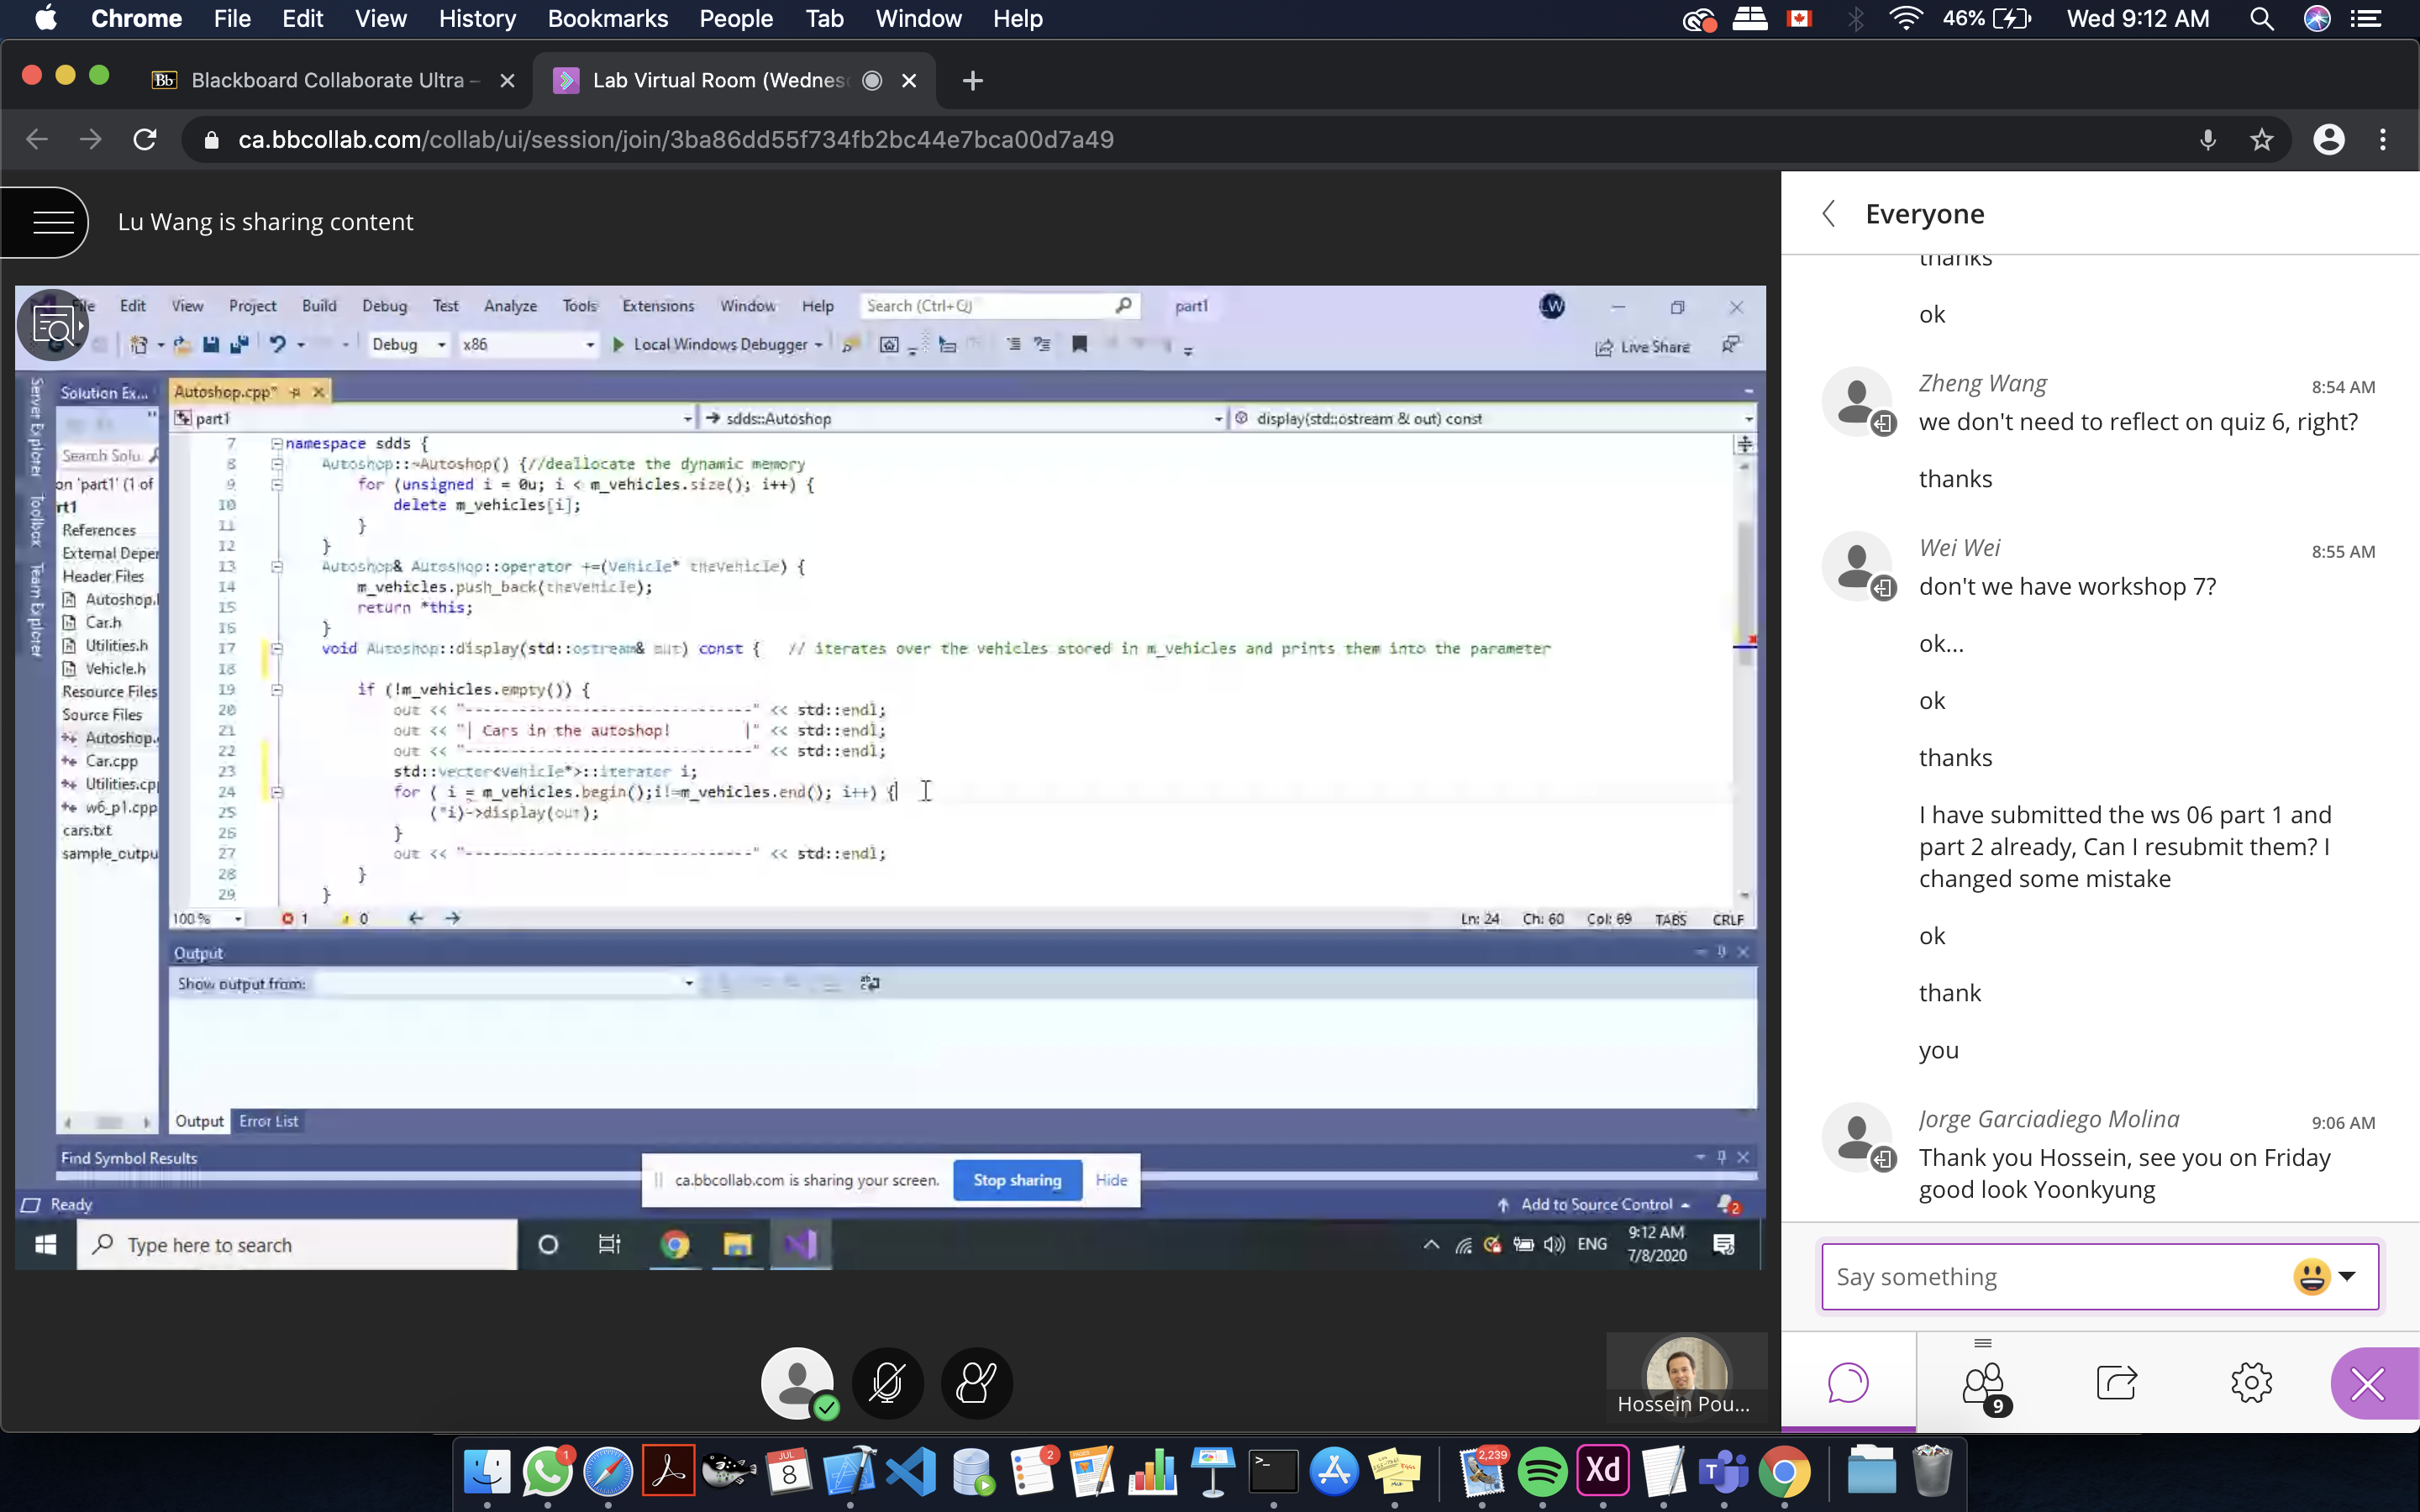 Chrome File Edit View History Bookmarks People Tab Window Help 46% Wed 9:12 AM
Bb Blackboard Collaborate Ultra – Lab Virtual Room (Wednes
ca.bbcollab.com/collab/ui/session/join/3ba86dd55f734fb2bc44e7bca00d7a49
Lu Wang is sharing content
File Edit View Project Build Debug Test Analyze Tools Extensions Window Help Search (Ctrl+Q) part1 LW
Debug x86 Local Windows Debugger Live Share
Server Explorer Toolbox Team Explorer
Solution Ex...
Search Solu
on 'part1' (1 of
rt1
References
External Deper
Header Files
Autoshop.l
Car.h
Utilities.h
Vehicle.h
Resource Files
Source Files
Autoshop.
Car.cpp
Utilities.cp
w6_p1.cpp
cars.txt
sample_outpu
Autoshop.cpp*
part1 sdds::Autoshop display(std::ostream & out) const
7 namespace sdds {
8 Autoshop::~Autoshop() {//deallocate the dynamic memory
9 for (unsigned i = 0u; i < m_vehicles.size(); i++) {
10 delete m_vehicles[i];
11 }
12 }
13 Autoshop& Autoshop::operator +=(Vehicle* theVehicle) {
14 m_vehicles.push_back(theVehicle);
15 return *this;
16 }
17 void Autoshop::display(std::ostream& out) const { // iterates over the vehicles stored in m_vehicles and prints them into the parameter
18
19 if (!m_vehicles.empty()) {
20 out << "--------------------------------" << std::endl;
21 out << "| Cars in the autoshop!        |" << std::endl;
22 out << "--------------------------------" << std::endl;
23 std::vector<Vehicle*>::iterator i;
24 for ( i = m_vehicles.begin();i!=m_vehicles.end(); i++) {
25 (*i)->display(out);
26 }
27 out << "--------------------------------" << std::endl;
28 }
29 }
100 % 1 0 Ln: 24 Ch: 60 Col: 69 TABS CRLF
Output
Show output from:
Output Error List
Find Symbol Results
ca.bbcollab.com is sharing your screen. Stop sharing Hide
Ready Add to Source Control 2
Type here to search ENG 9:12 AM
7/8/2020
Hossein Pou...
Everyone
thanks
ok
Zheng Wang 8:54 AM
we don't need to reflect on quiz 6, right?
thanks
Wei Wei 8:55 AM
don't we have workshop 7?
ok...
ok
thanks
I have submitted the ws 06 part 1 and
part 2 already, Can I resubmit them? I
changed some mistake
ok
thank
you
Jorge Garciadiego Molina 9:06 AM
Thank you Hossein, see you on Friday
good look Yoonkyung
Say something
9
1 JUL 8 2 2,239 Xd T